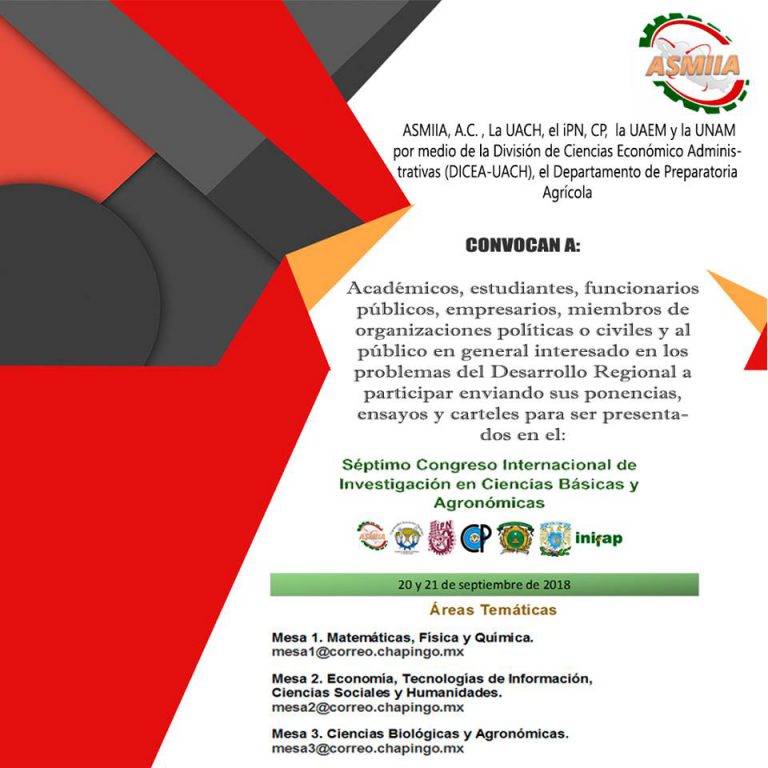 ASMIIA
ASMIIA, A.C. , La UACH, el iPN, CP, la UAEM y la UNAM
por medio de la División de Ciencias Económico Adminis-
trativas (DICEA-UACH), el Departamento de Preparatoria
Agrícola
CONVOCAN A:
Académicos, estudiantes, funcionarios
públicos, empresarios, miembros de
organizaciones políticas o civiles y al
público en general interesado en los
problemas del Desarrollo Regional a
participar enviando sus ponencias,
ensayos y carteles para ser presenta-
dos en el:
Séptimo Congreso Internacional de
Investigación en Ciencias Básicas y
Agronómicas
ASMIIA IPN CP inifap
20 y 21 de septiembre de 2018
Áreas Temáticas
Mesa 1. Matemáticas, Física y Química.
mesa1@correo.chapingo.mx
Mesa 2. Economía, Tecnologías de Información,
Ciencias Sociales y Humanidades.
mesa2@correo.chapingo.mx
Mesa 3. Ciencias Biológicas y Agronómicas.
mesa3@correo.chapingo.mx